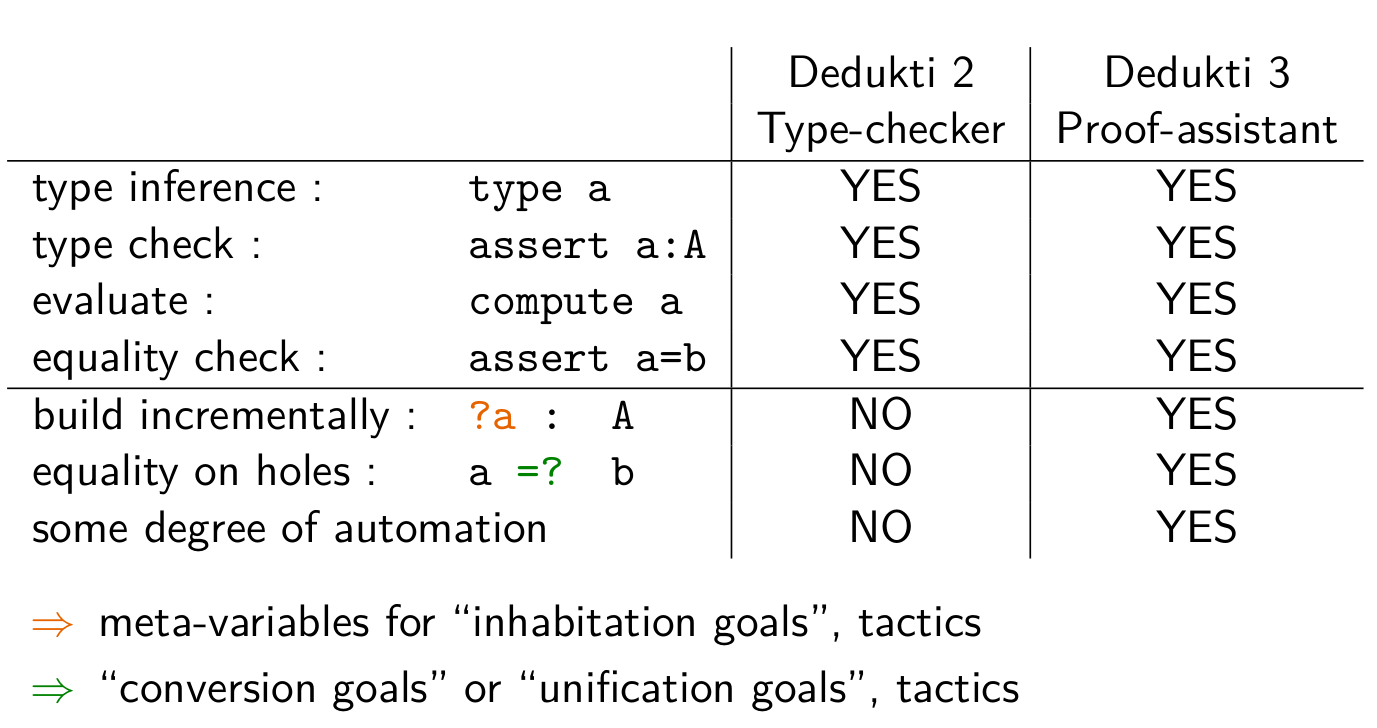 Dedukti 2 Dedukti 3
Type-checker Proof-assistant
type inference : type a YES YES
type check : assert a:A YES YES
evaluate : compute a YES YES
equality check : assert a=b YES YES
build incrementally : ?a : A NO YES
equality on holes : a =? b NO YES
some degree of automation NO YES
⇒ meta-variables for “inhabitation goals”, tactics
⇒ “conversion goals” or “unification goals”, tactics